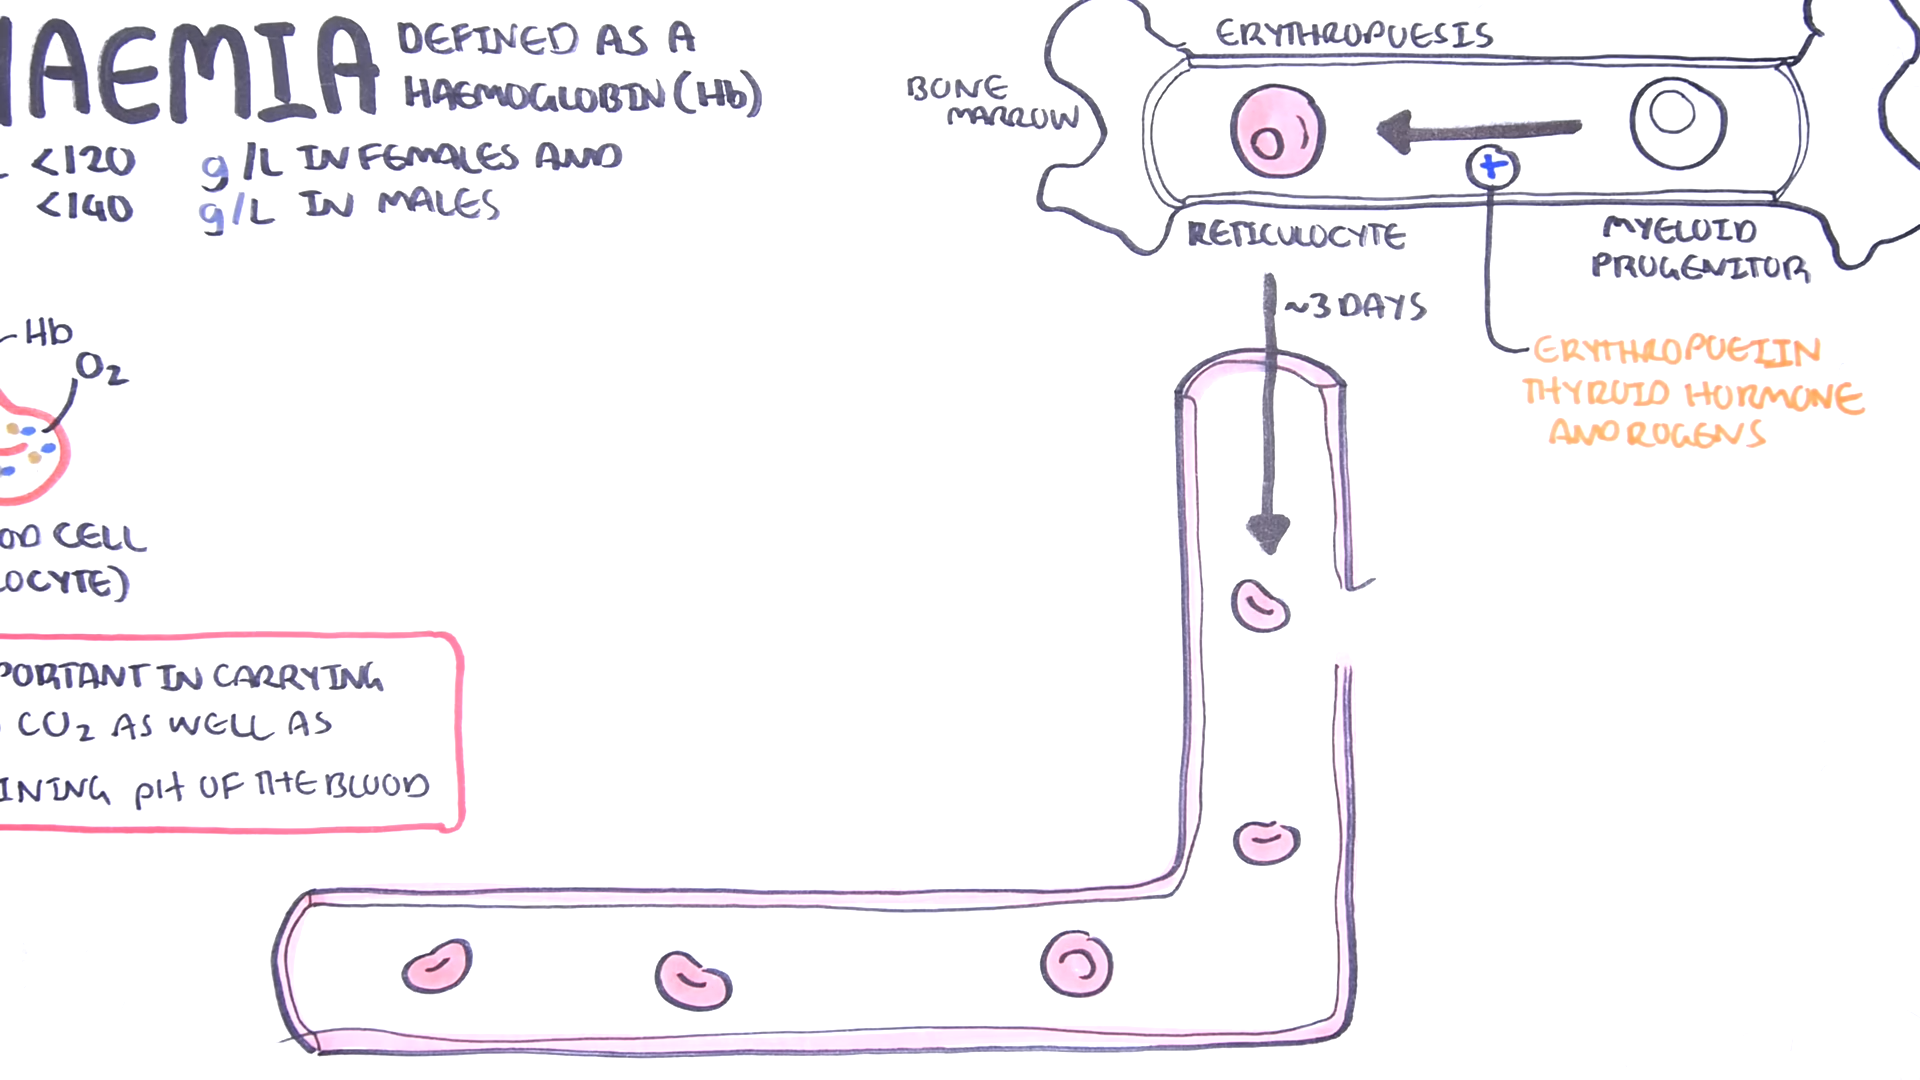 AEMIA DEFINED AS A
HAEMOGLOBIN (Hb)
<120 g/L IN FEMALES AND
<140 g/L IN MALES
Hb
O2
OD CELL
OCYTE)
PORTANT IN CARRYING
CO2 AS WELL AS
INING pH OF THE BLOOD
ERYTHROPOESIS
BONE
MARROW
+
RETICULOCYTE
MYELOID
PROGENITOR
~3 DAYS
ERYTHROPOEIIN
THYROID HORMONE
ANDROGENS